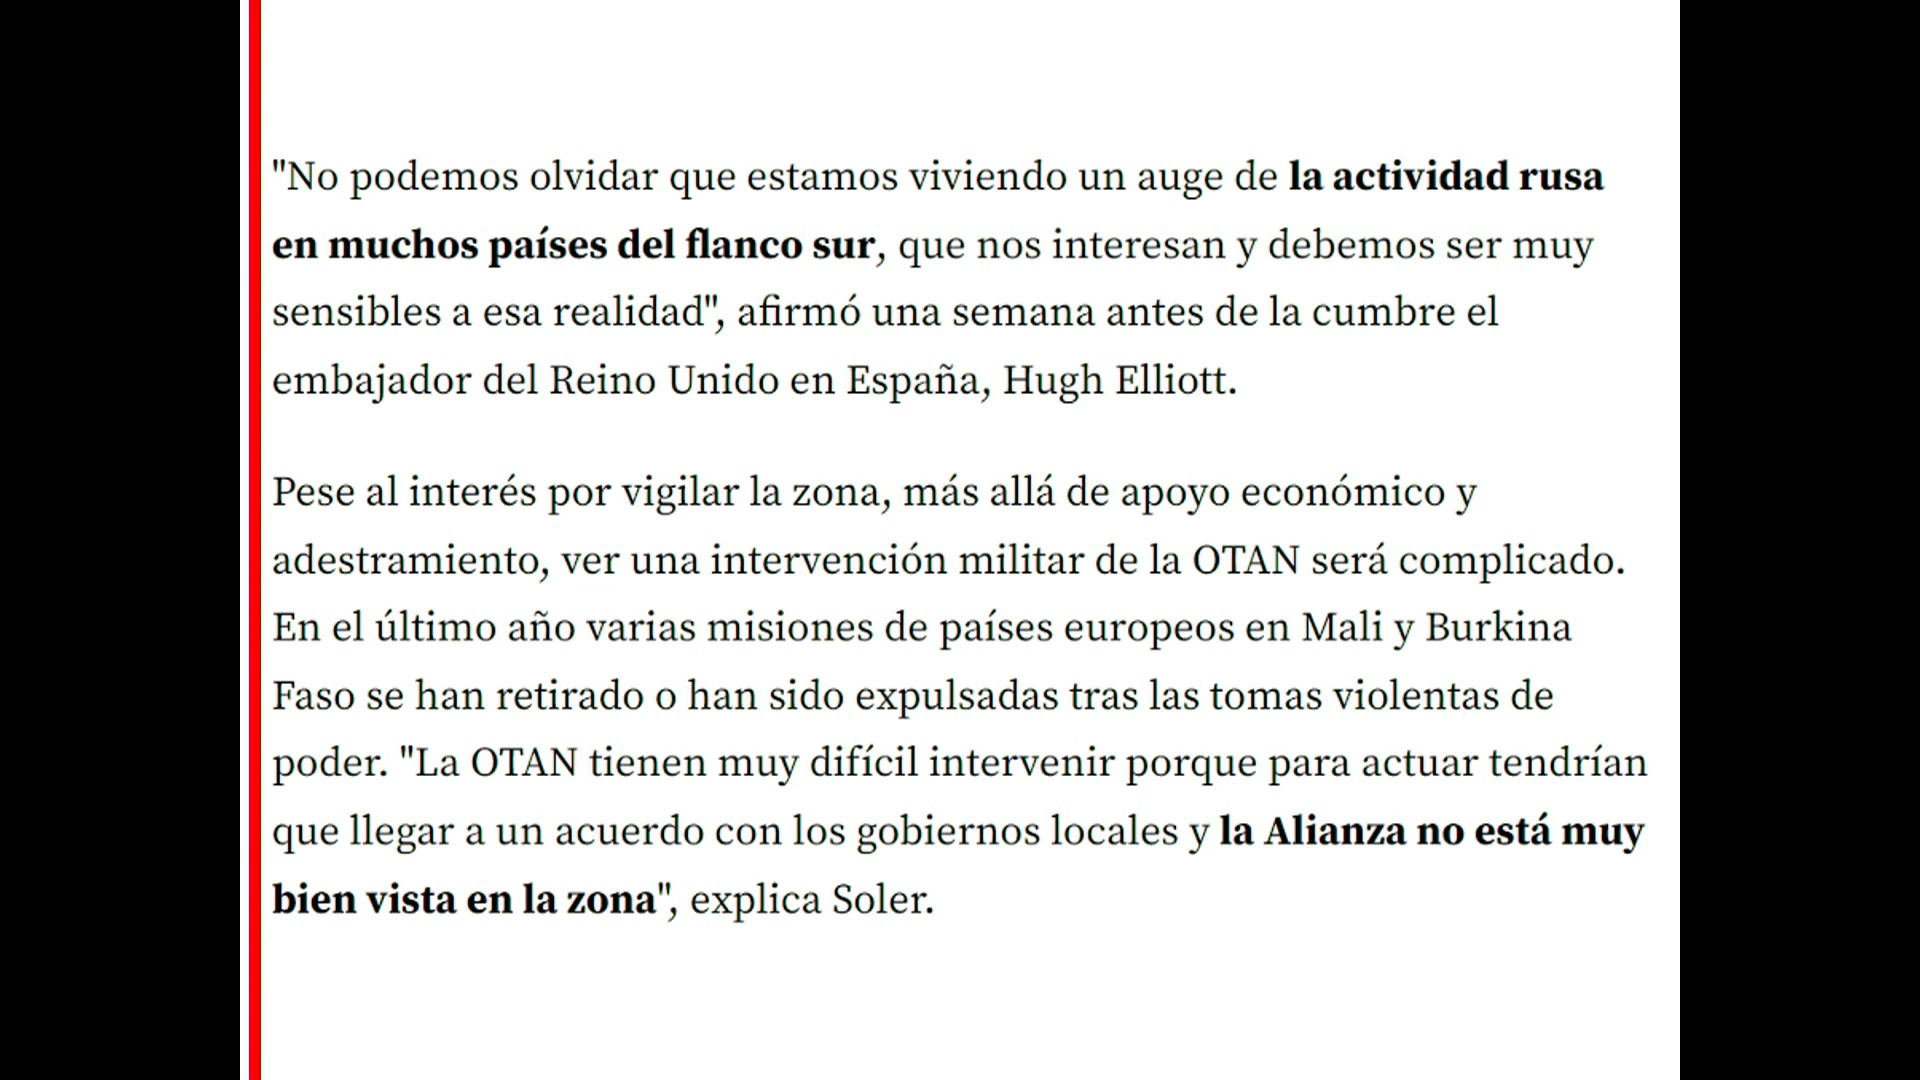 "No podemos olvidar que estamos viviendo un auge de la actividad rusa
en muchos países del flanco sur, que nos interesan y debemos ser muy
sensibles a esa realidad", afirmó una semana antes de la cumbre el
embajador del Reino Unido en España, Hugh Elliott.
Pese al interés por vigilar la zona, más allá de apoyo económico y
adestramiento, ver una intervención militar de la OTAN será complicado.
En el último año varias misiones de países europeos en Mali y Burkina
Faso se han retirado o han sido expulsadas tras las tomas violentas de
poder. "La OTAN tienen muy difícil intervenir porque para actuar tendrían
que llegar a un acuerdo con los gobiernos locales y la Alianza no está muy
bien vista en la zona", explica Soler.